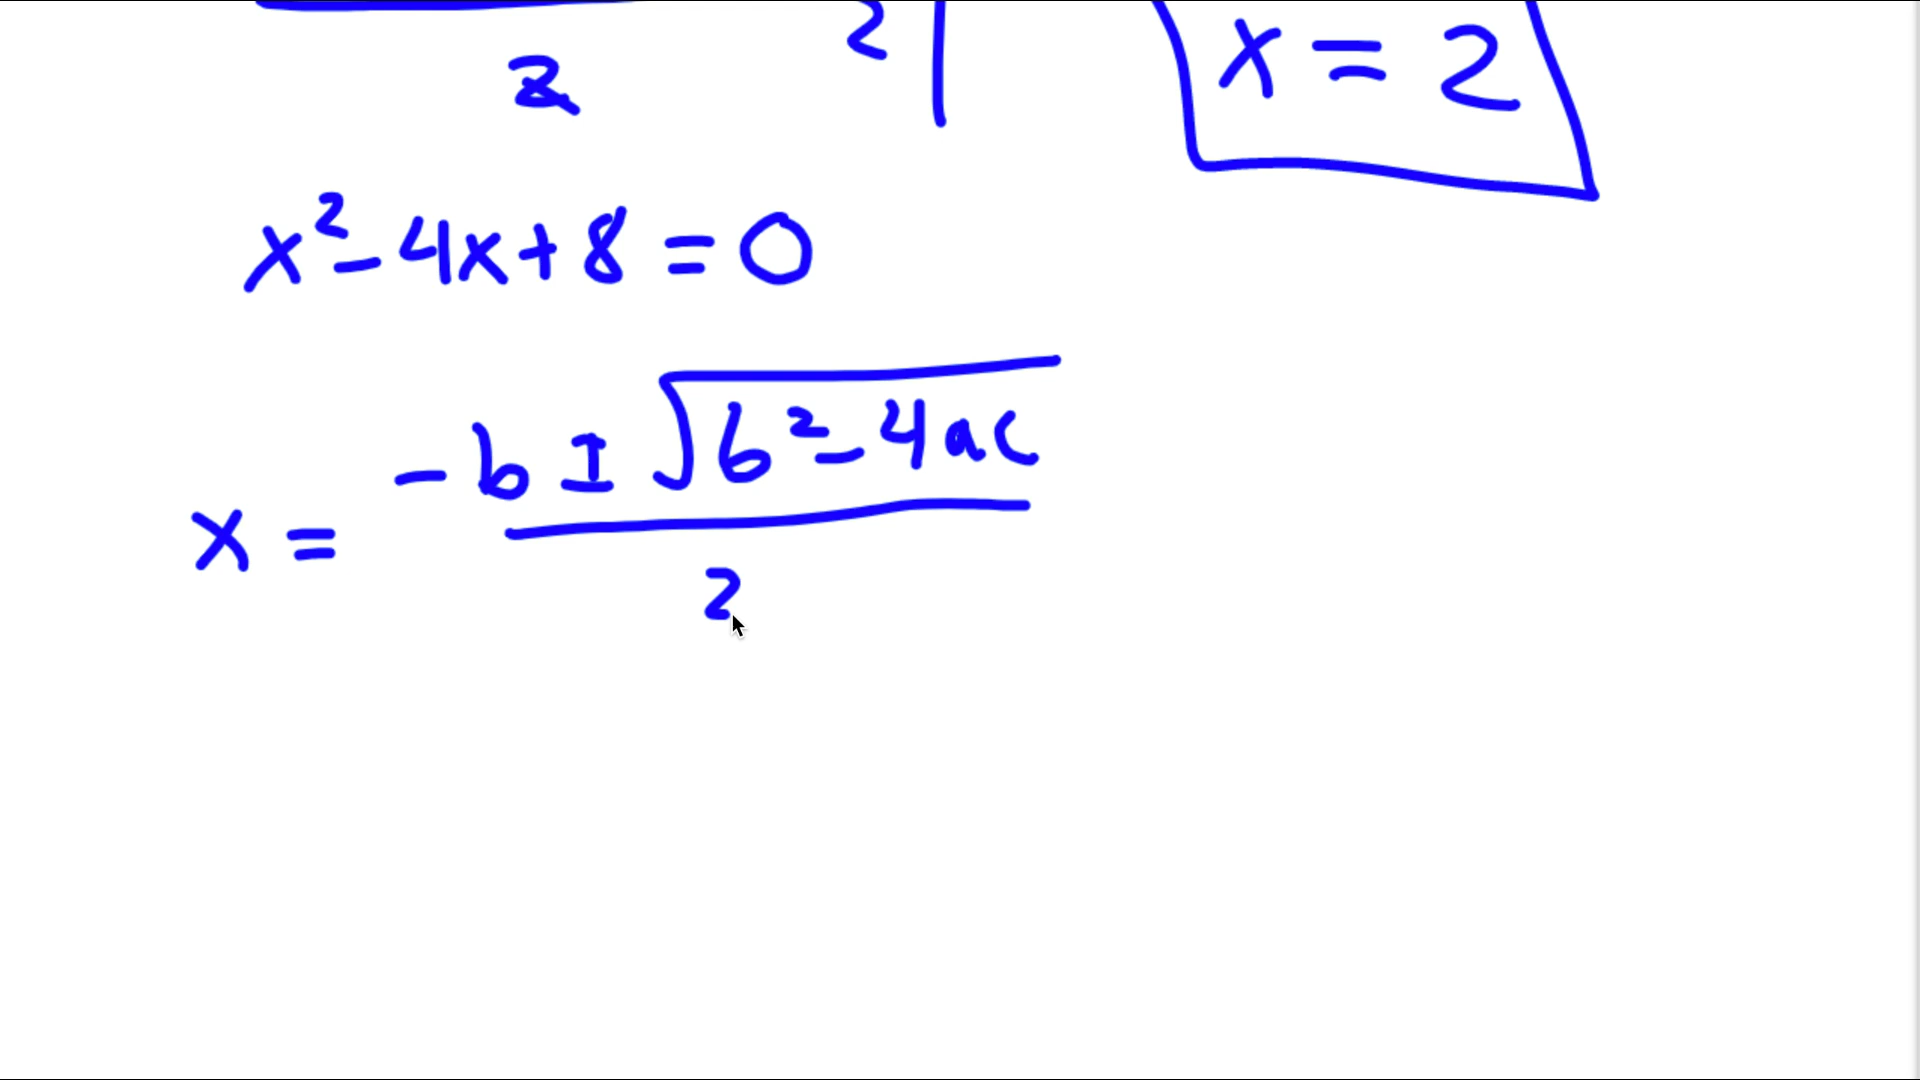 2
x = 2
2
x² - 4x + 8 = 0
-b ± √b² - 4ac
x =
2